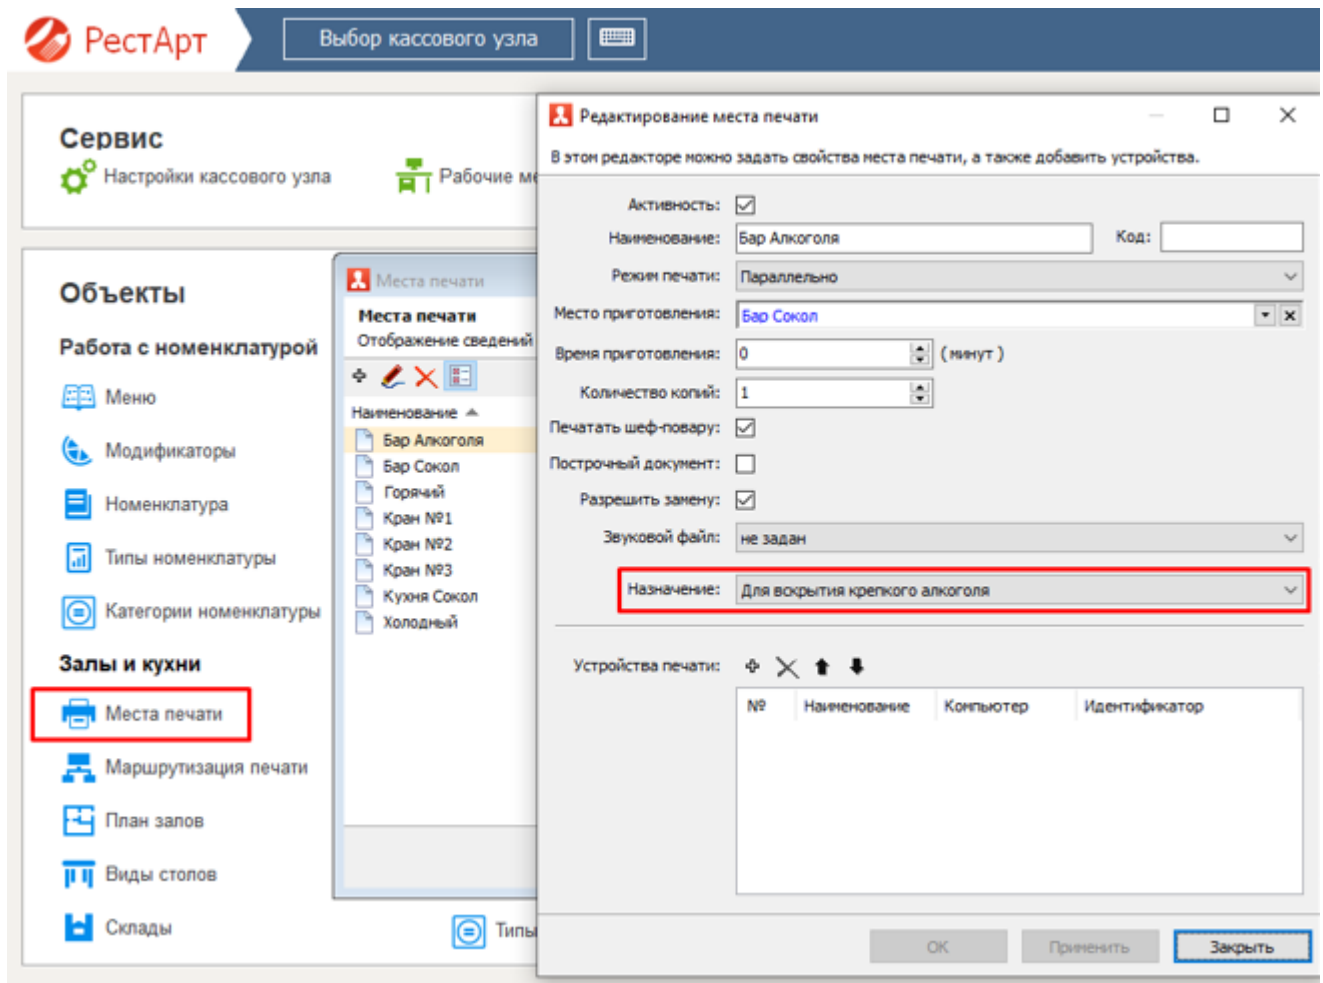 РестАрт
Выбор кассового узла
Сервис
Настройки кассового узла
Рабочие ме
Объекты
Работа с номенклатурой
Меню
Модификаторы
Номенклатура
Типы номенклатуры
Категории номенклатуры
Залы и кухни
Места печати
Маршрутизация печати
План залов
Виды столов
Склады
Типы
Места печати
Места печати
Отображение сведений
Наименование
Бар Алкоголя
Бар Сокол
Горячий
Кран №1
Кран №2
Кран №3
Кухня Сокол
Холодный
Редактирование места печати
В этом редакторе можно задать свойства места печати, а также добавить устройства.
Активность:
Наименование: Бар Алкоголя Код:
Режим печати: Параллельно
Место приготовления: Бар Сокол
Время приготовления: 0 ( минут )
Количество копий: 1
Печатать шеф-повару:
Построчный документ:
Разрешить замену:
Звуковой файл: не задан
Назначение: Для вскрытия крепкого алкоголя
Устройства печати:
№ Наименование Компьютер Идентификатор
ОК Применить Закрыть